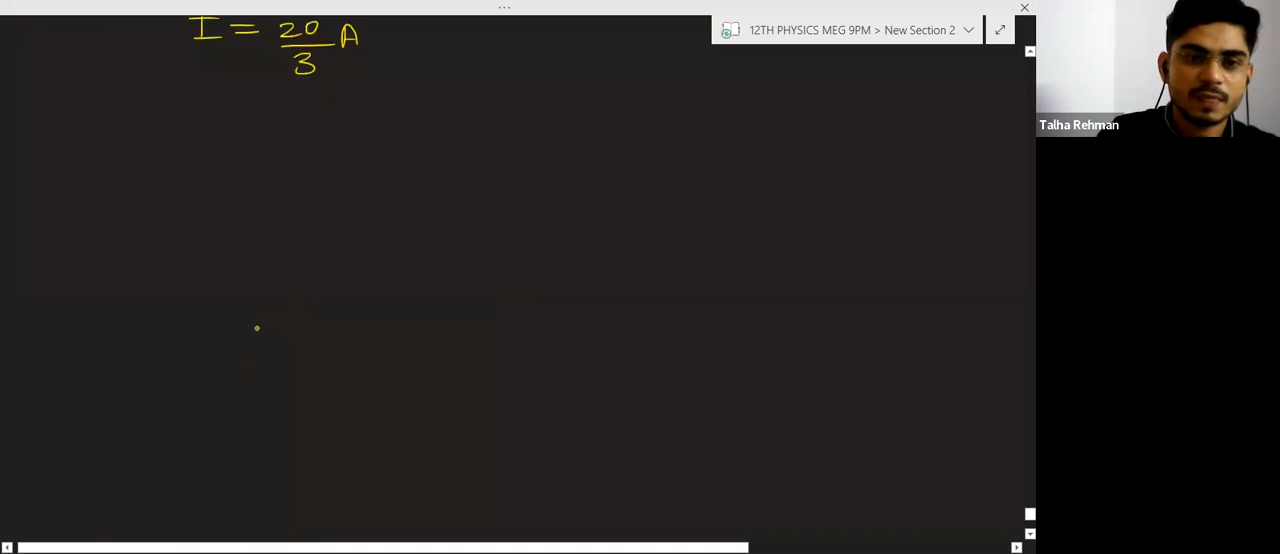 I = 20/3 A
12TH PHYSICS MEG 9PM > New Section 2
Talha Rehman